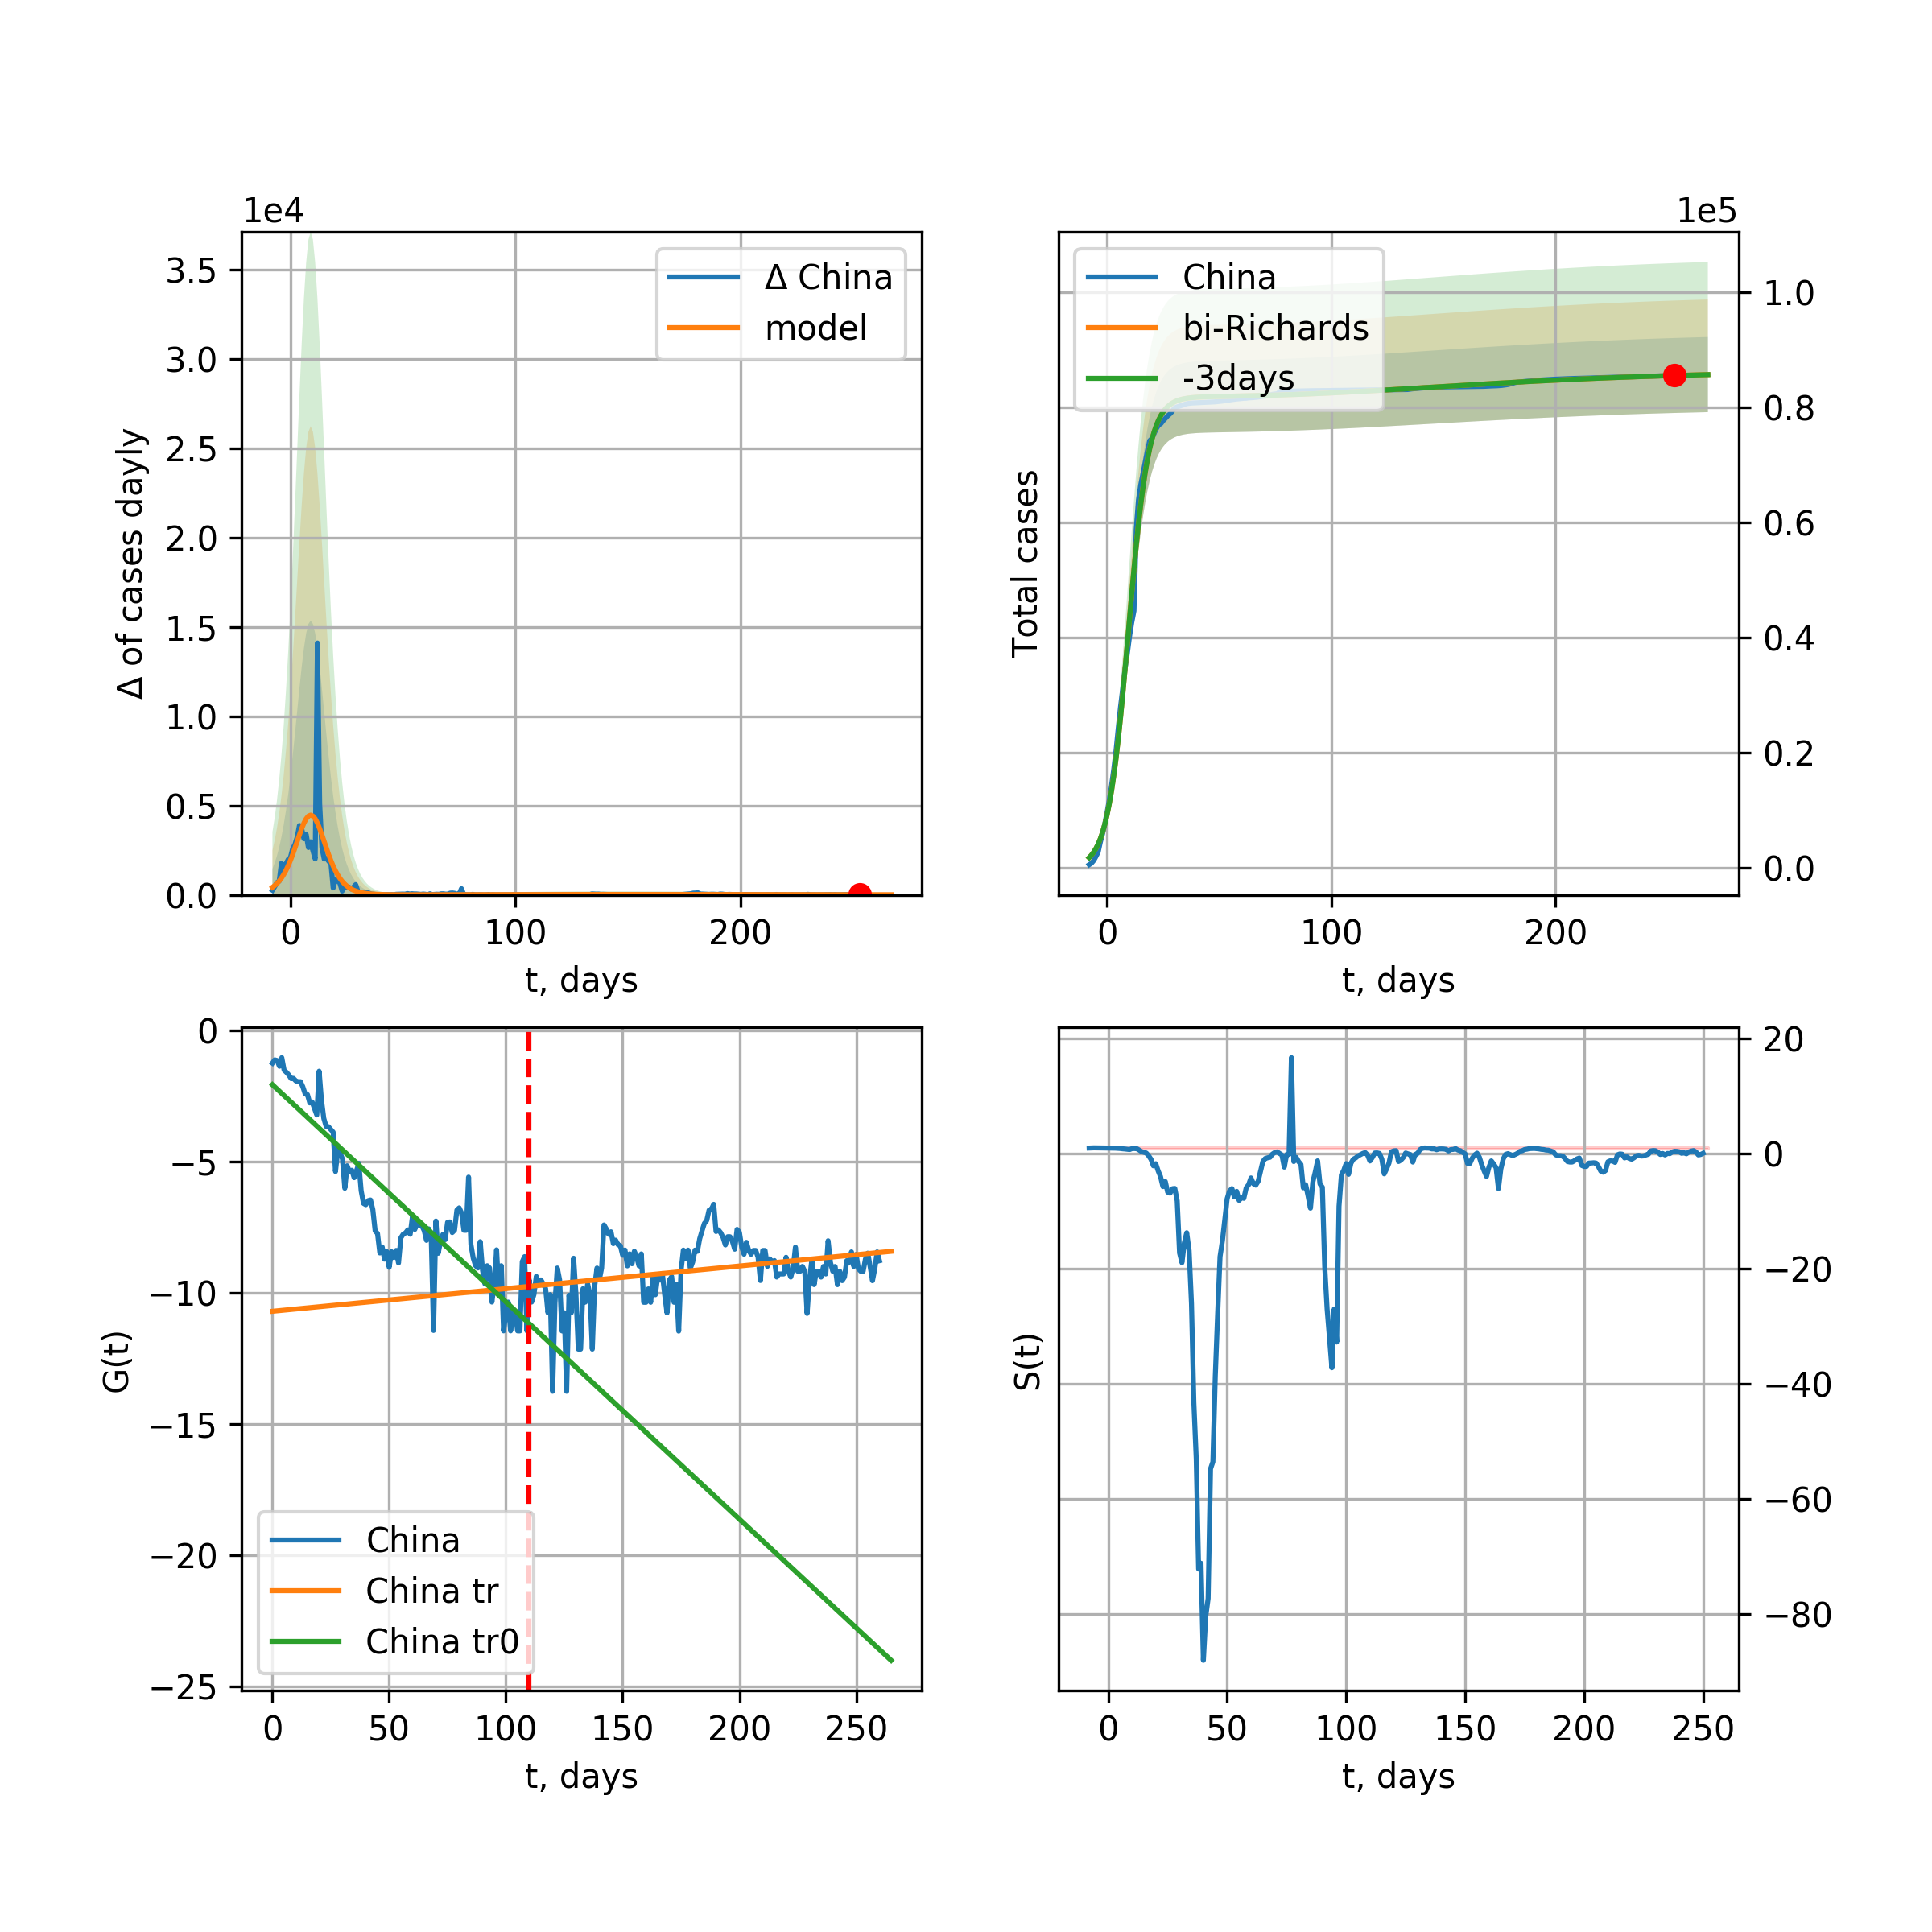 1e4
3.5
3.0
2.5
2.0
1.5
1.0
0.5
0.0
Δ of cases dayly
Δ China
model
0 100 200
t, days
1e5
China
bi-Richards
-3days
Total cases
1.0
0.8
0.6
0.4
0.2
0.0
0 100 200
t, days
0
−5
−10
−15
−20
−25
G(t)
China
China tr
China tr0
0 50 100 150 200 250
t, days
S(t)
20
0
−20
−40
−60
−80
0 50 100 150 200 250
t, days